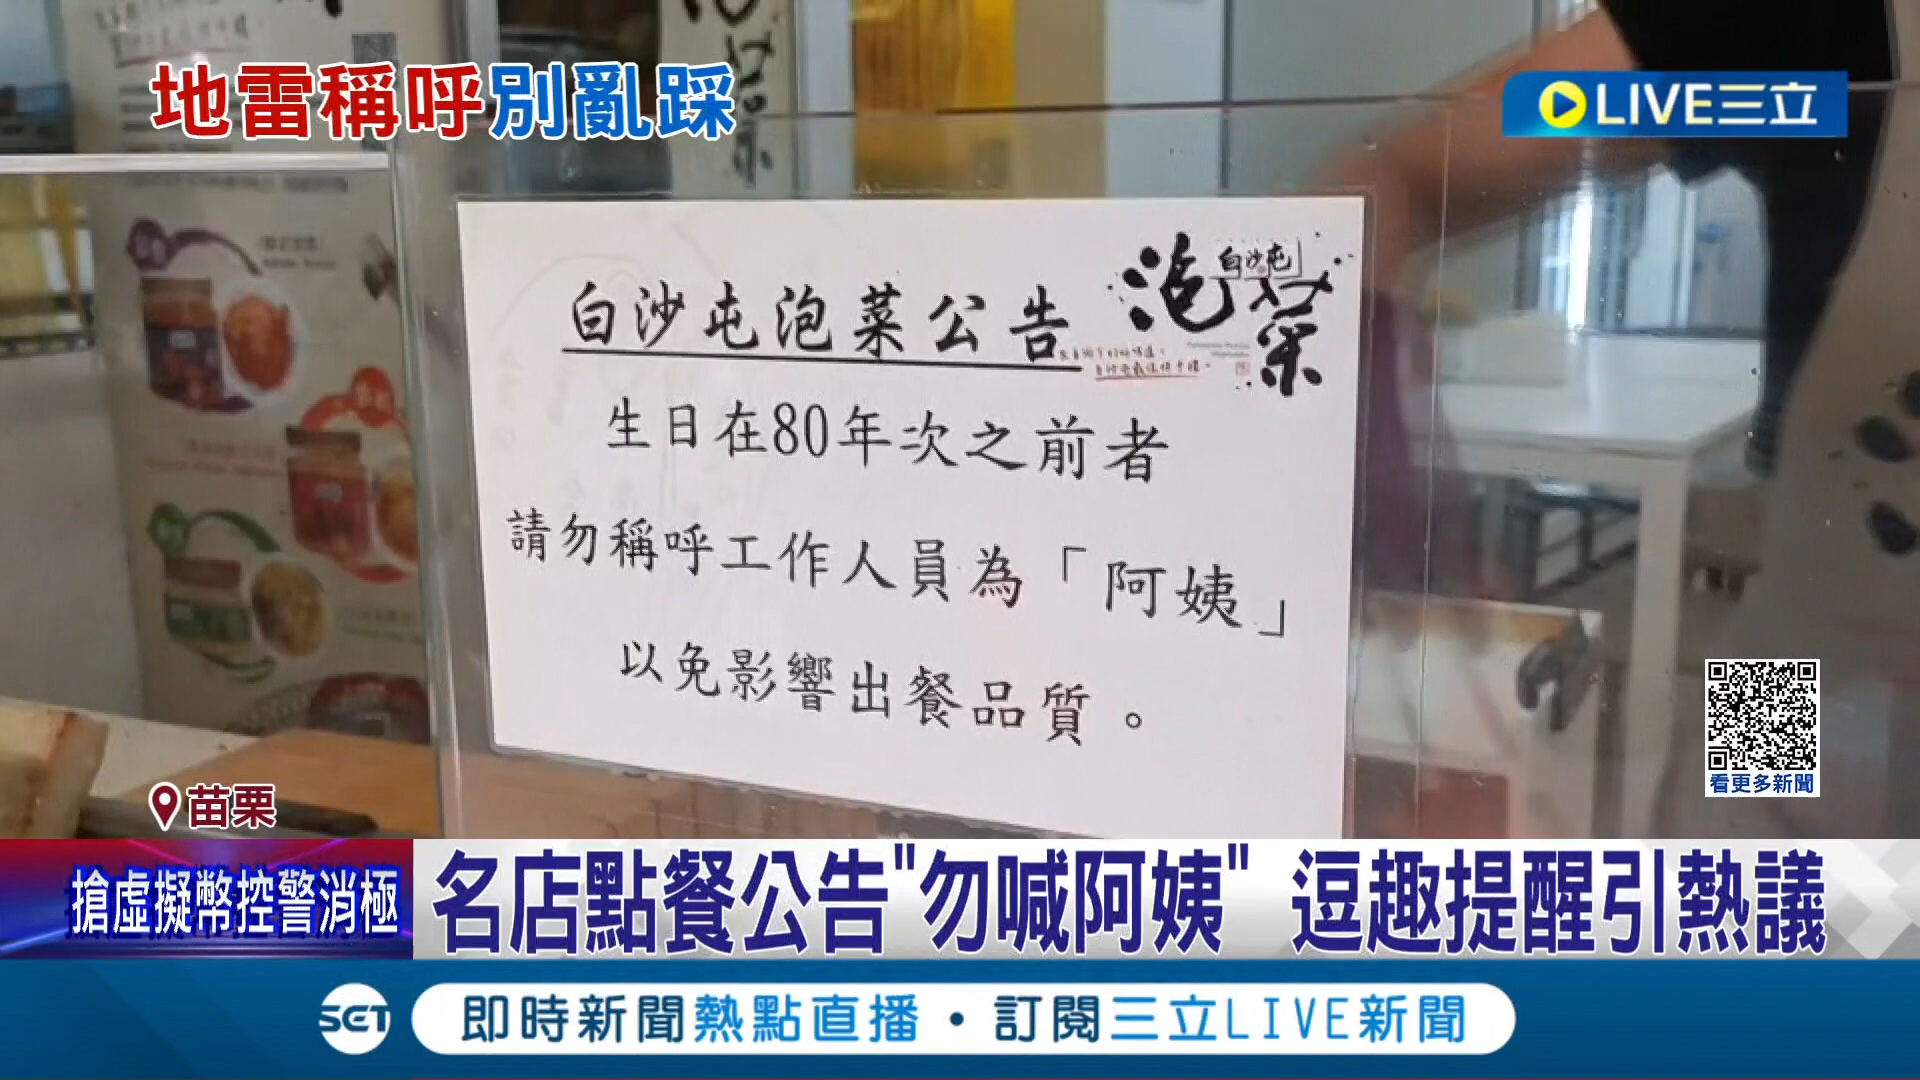 地雷稱呼別亂踩
LIVE三立
白沙屯泡菜公告
白沙屯
泡菜
生日在80年次之前者
請勿稱呼工作人員為「阿姨」
以免影響出餐品質。
看更多新聞
苗栗
搶虛擬幣控警消極
名店點餐公告"勿喊阿姨" 逗趣提醒引熱議
SET
即時新聞熱點直播・訂閱三立LIVE新聞